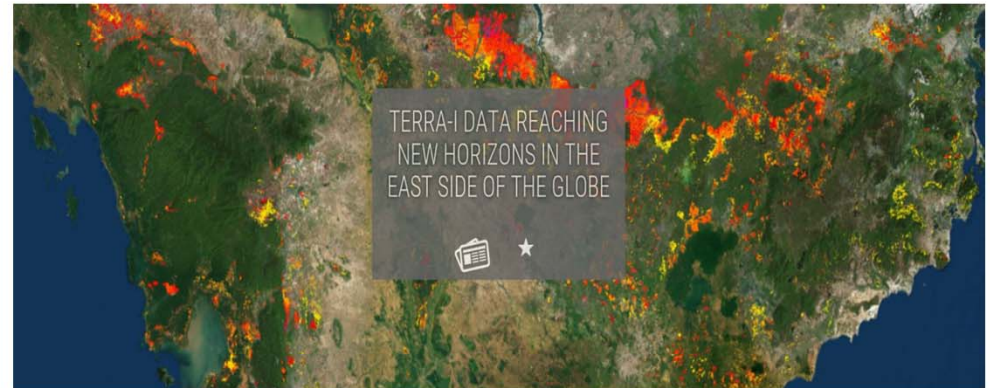 TERRA-I DATA REACHING
NEW HORIZONS IN THE
EAST SIDE OF THE GLOBE